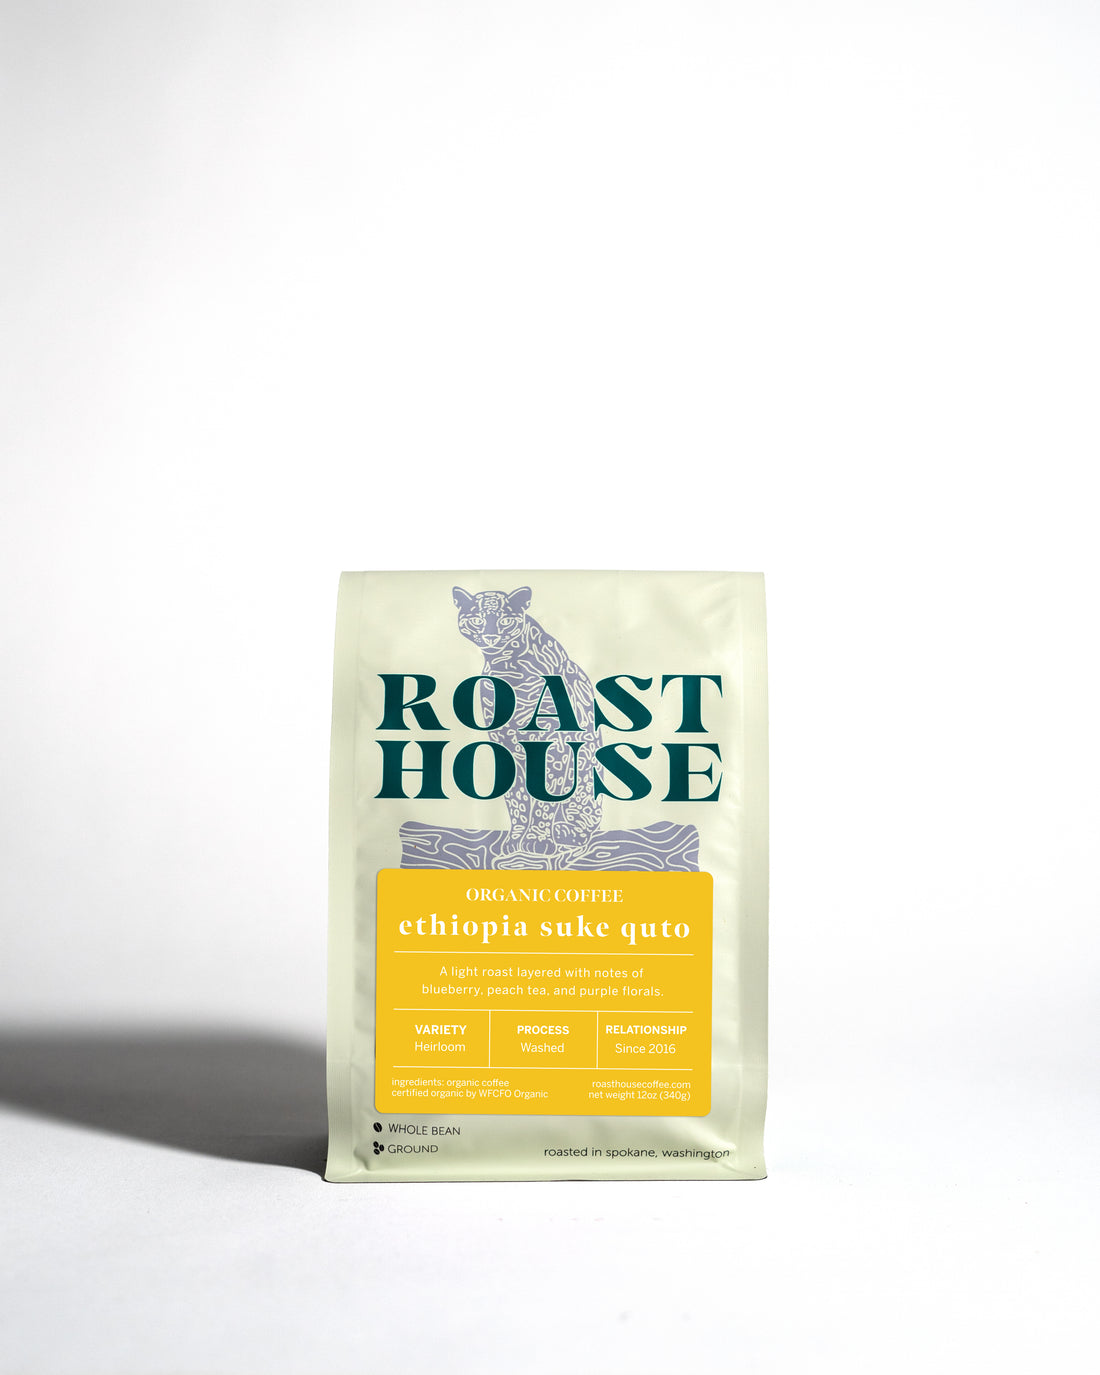 ROAST
HOUSE
ORGANIC COFFEE
ethiopia suke quto
A light roast layered with notes of
blueberry, peach tea, and purple florals.
VARIETY
Heirloom
PROCESS
Washed
RELATIONSHIP
Since 2016
ingredients: organic coffee
certified organic by WFCFO Organic
roasthousecoffee.com
net weight 12oz (340g)
WHOLE BEAN
GROUND
roasted in spokane, washington